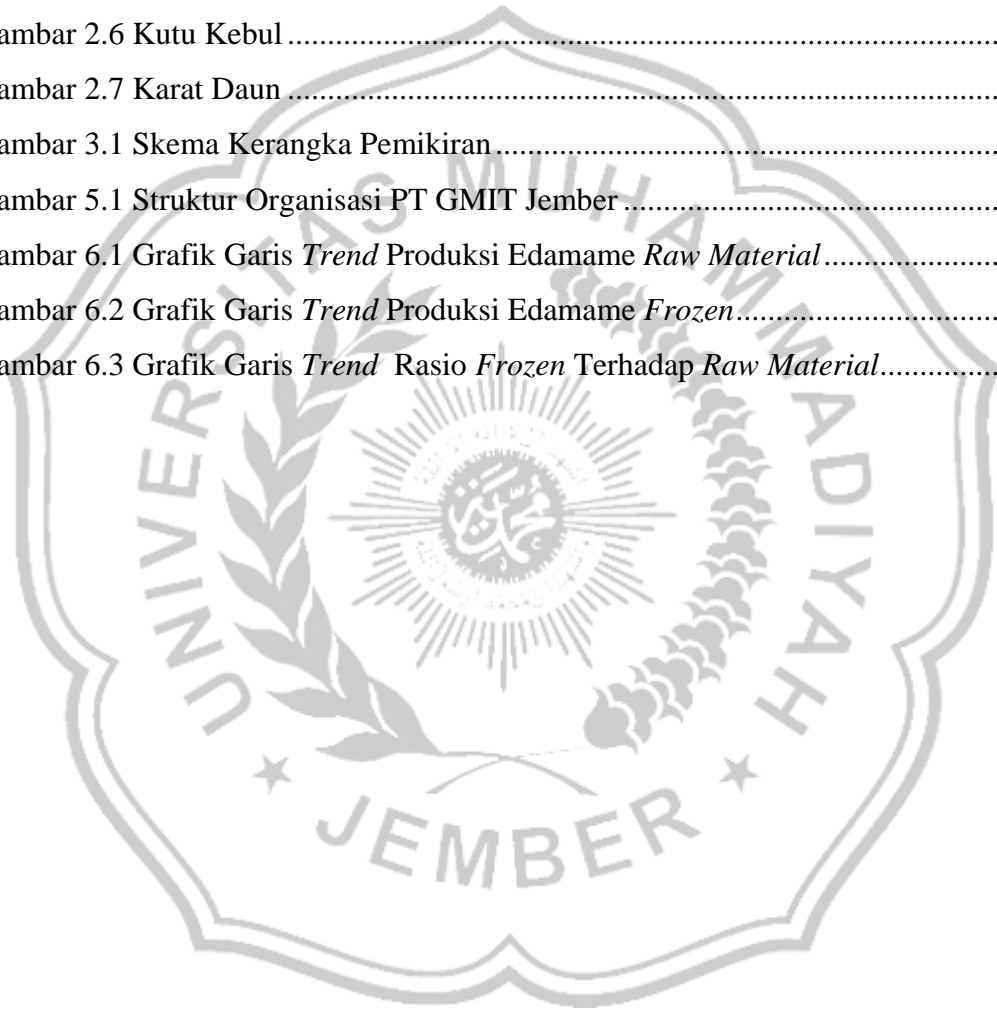 ambar 2.6 Kutu Kebul ........................................................................................
ambar 2.7 Karat Daun ........................................................................................
ambar 3.1 Skema Kerangka Pemikiran ..............................................................
ambar 5.1 Struktur Organisasi PT GMIT Jember ..............................................
ambar 6.1 Grafik Garis Trend Produksi Edamame Raw Material .....................
ambar 6.2 Grafik Garis Trend Produksi Edamame Frozen ................................
ambar 6.3 Grafik Garis Trend Rasio Frozen Terhadap Raw Material ...............
UNIVERSITAS MUHAMMADIYAH
JEMBER